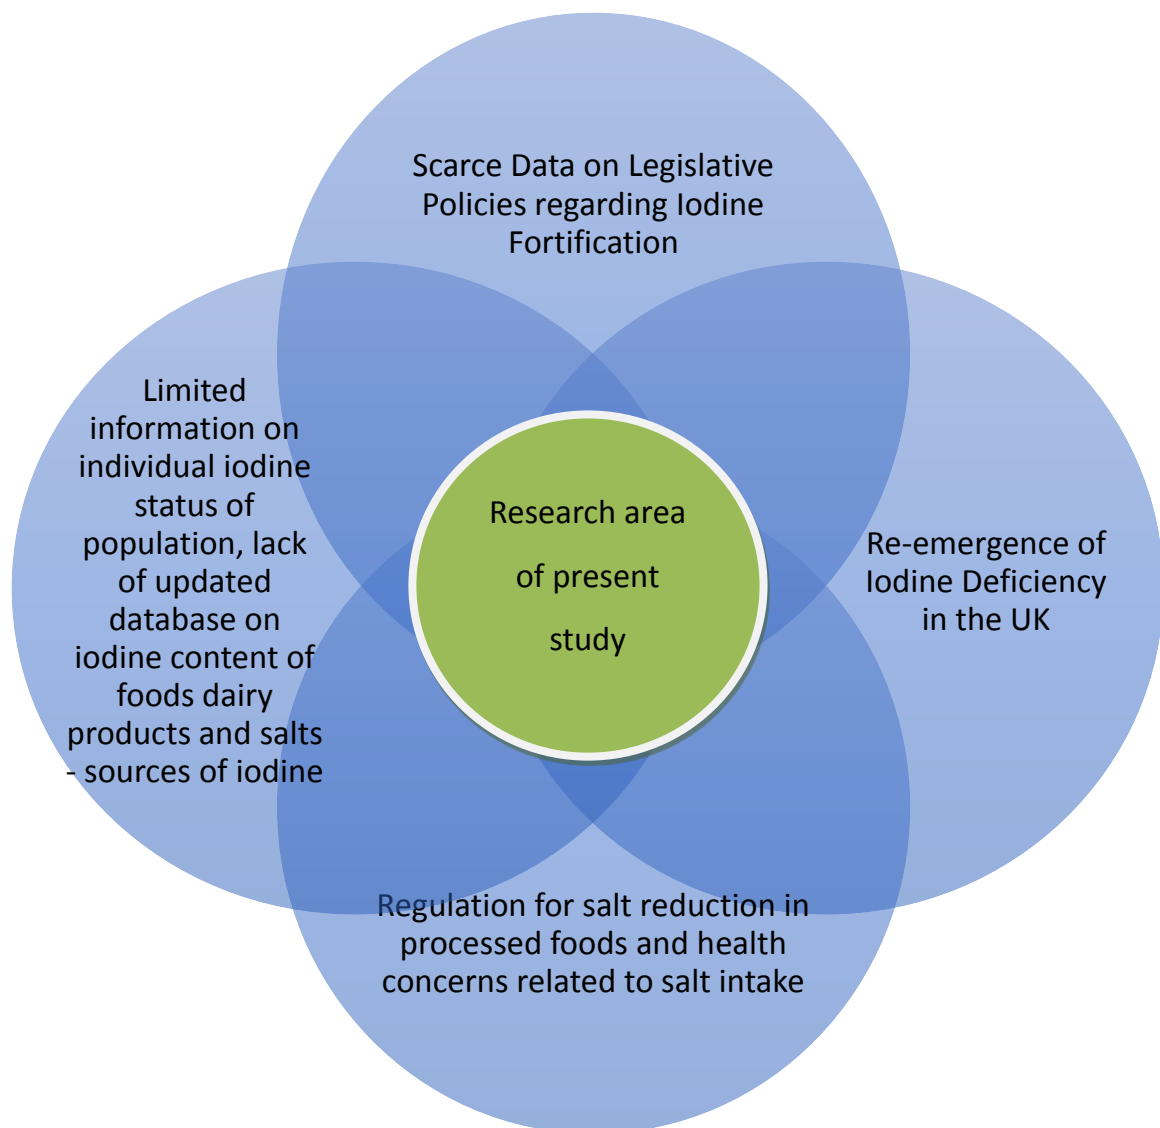 Scarce Data on Legislative
Policies regarding Iodine
Fortification
Limited
information on
individual iodine
status of
population, lack
of updated
database on
iodine content of
foods dairy
products and salts
- sources of iodine
Research area
of present
study
Re-emergence of
Iodine Deficiency
in the UK
Regulation for salt reduction in
processed foods and health
concerns related to salt intake